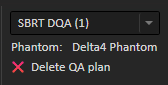 SBRT DQA (1)
Phantom: Delta4 Phantom
Delete QA plan